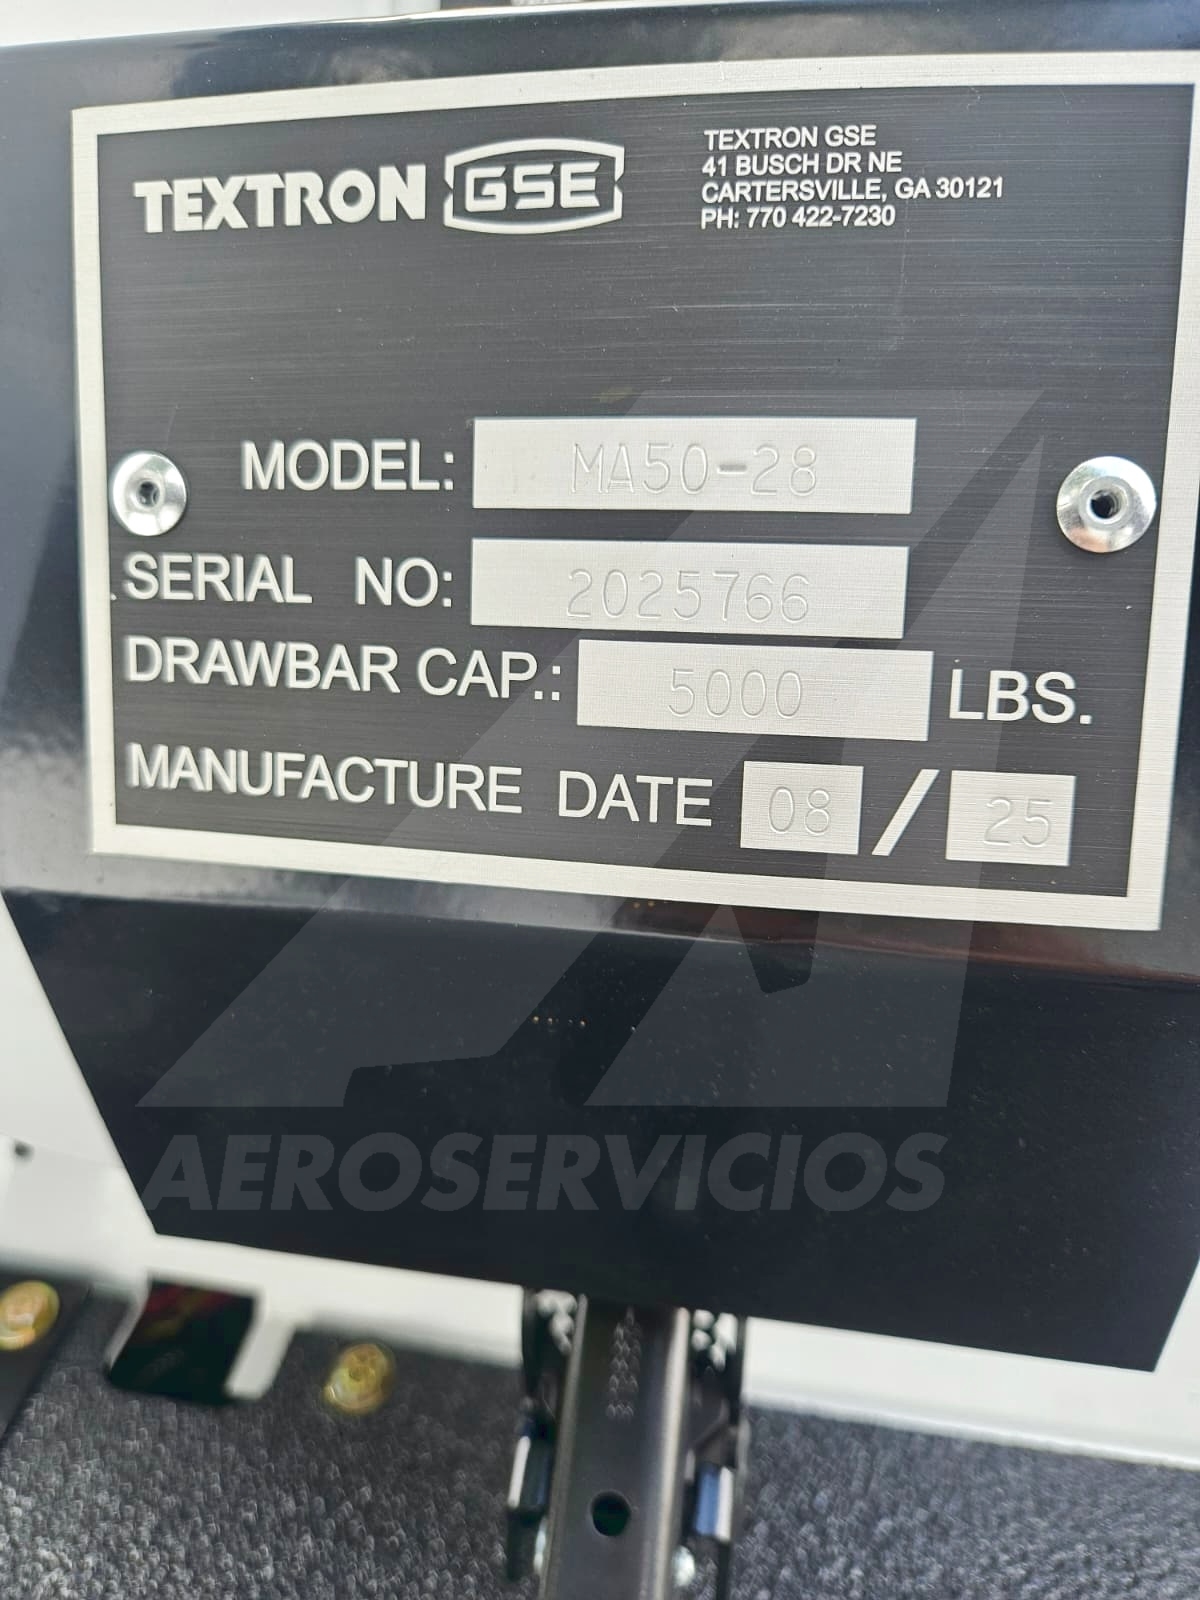 TEXTRON GSE
TEXTRON GSE
41 BUSCH DR NE
CARTERSVILLE, GA 30121
PH: 770 422-7230
MODEL: MA50-28
SERIAL NO: 2025766
DRAWBAR CAP.: 5000 LBS.
MANUFACTURE DATE 08 / 25
AEROSERVICIOS